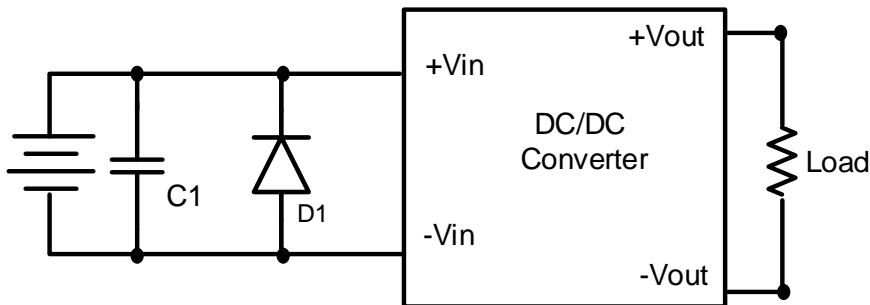 +Vout
+Vin
DC/DC
Converter
Load
C1
D1
-Vin
-Vout